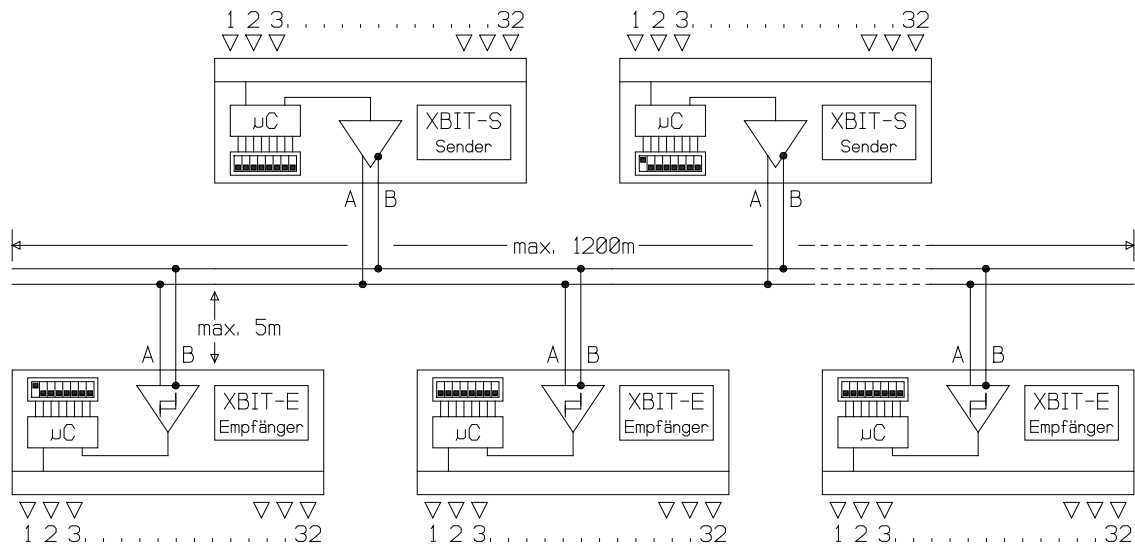 1 2 3 . . . . . . . . . . . . . . . . . . 32
1 2 3 . . . . . . . . . . . . . . . . . . 32
µC
XBIT-S
Sender
µC
XBIT-S
Sender
A B
A B
max. 1200m
max. 5m
A B
A B
A B
XBIT-E
Empfänger
µC
XBIT-E
Empfänger
µC
XBIT-E
Empfänger
µC
1 2 3 . . . . . . . . . . . . . . . . . . 32
1 2 3 . . . . . . . . . . . . . . . . . . 32
1 2 3 . . . . . . . . . . . . . . . . . . 32